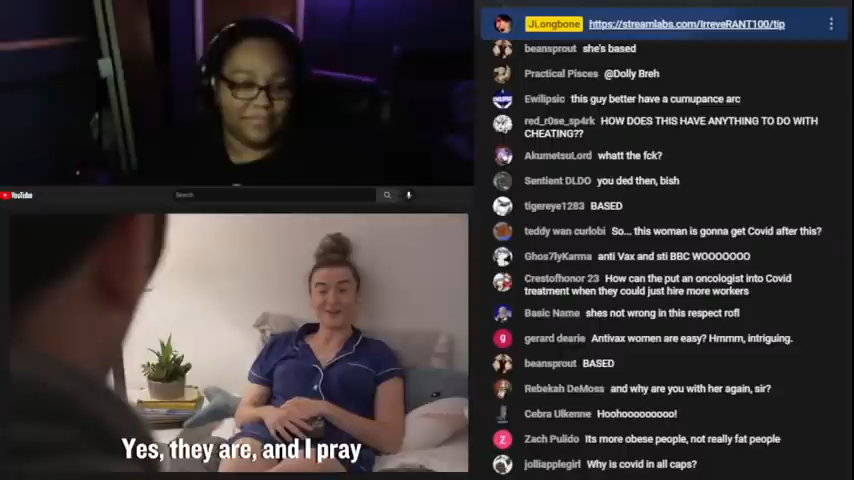 JLongbone https://streamlabs.com/IrreveRANT100/tip
beansprout she's based
Practical Pisces @Dolly Breh
Ewilipsic this guy better have a cumupance arc
red_r0se_sp4rk HOW DOES THIS HAVE ANYTHING TO DO WITH
CHEATING??
AkumetsuLord whatt the fck?
Sentient DLDO you ded then, bish
tigereye1283 BASED
teddy wan curlobi So... this woman is gonna get Covid after this?
Ghos7lyKarma anti Vax and sti BBC WOOOOOOO
Crestofhonor 23 How can the put an oncologist into Covid
treatment when they could just hire more workers
Basic Name shes not wrong in this respect rofl
g
gerard dearie Antivax women are easy? Hmmm, intriguing.
beansprout BASED
Rebekah DeMoss and why are you with her again, sir?
Cebra Ulkenne Hoohooooooooo!
Z
Zach Pulido Its more obese people, not really fat people
jolliapplegirl Why is covid in all caps?
YouTube
Search
Yes, they are, and I pray